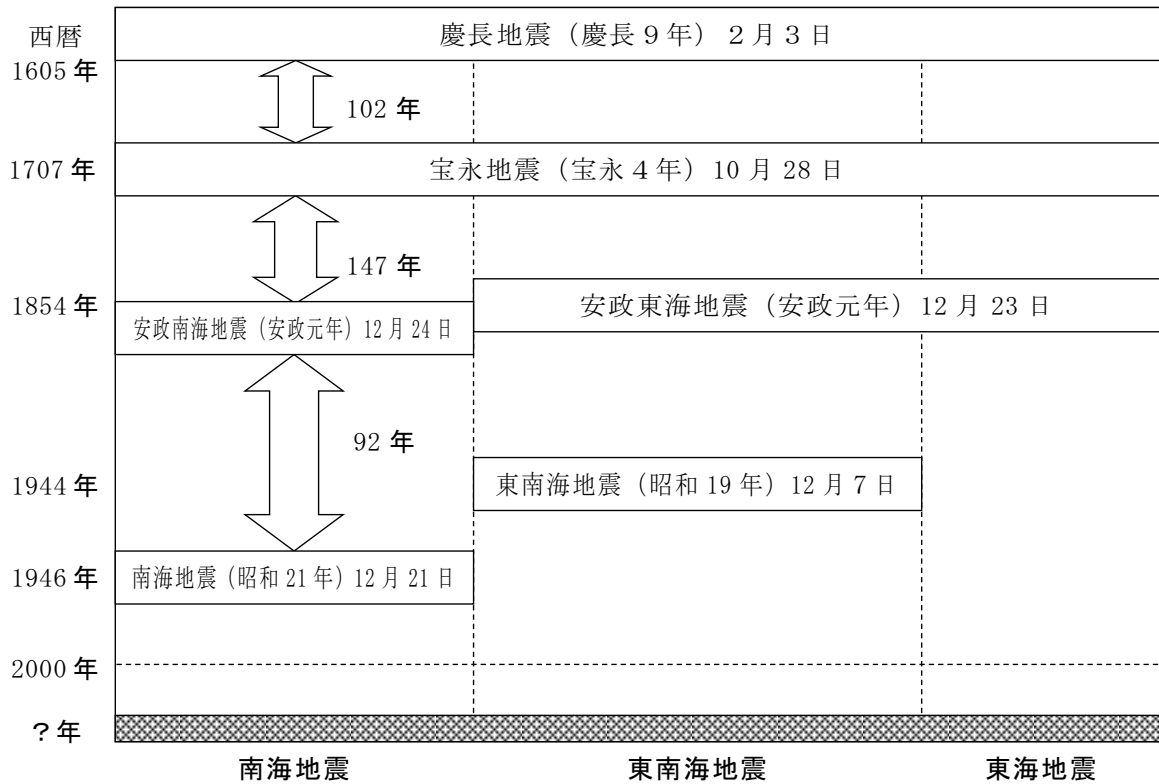 西暦
慶長地震（慶長９年）２月３日
1605 年
102 年
1707 年
宝永地震（宝永４年）10 月 28 日
147 年
1854 年
安政東海地震（安政元年）12 月 23 日
安政南海地震（安政元年）12 月 24 日
92 年
1944 年
東南海地震（昭和 19 年）12 月 7 日
1946 年
南海地震（昭和 21 年）12 月 21 日
2000 年
？年
南海地震
東南海地震
東海地震